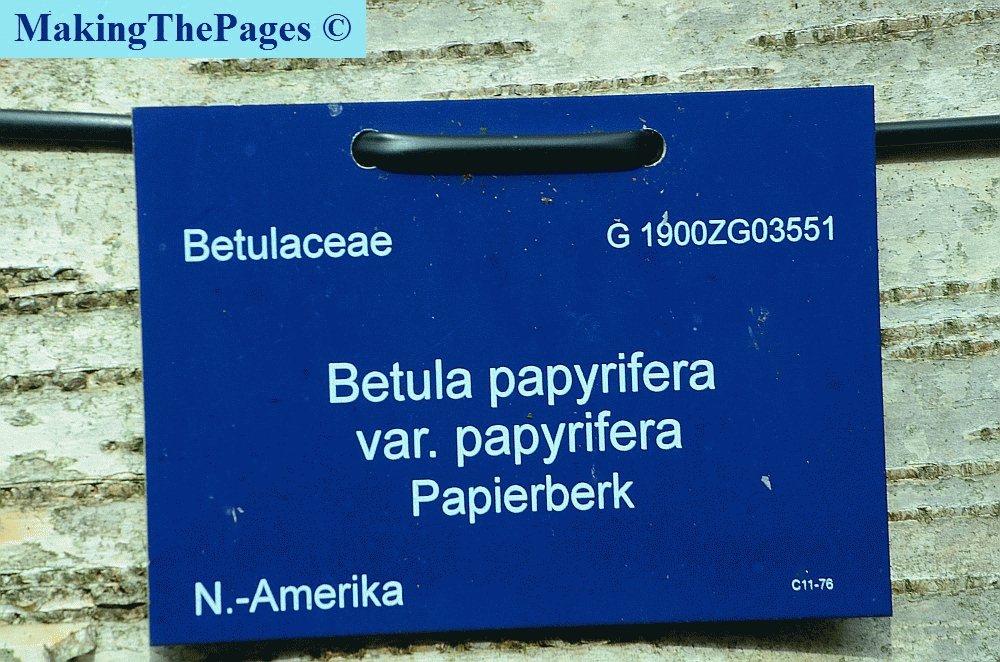 MakingThePages ©
Betulaceae G 1900ZG03551
Betula papyrifera
var. papyrifera
Papierberk
N.-Amerika C11-76